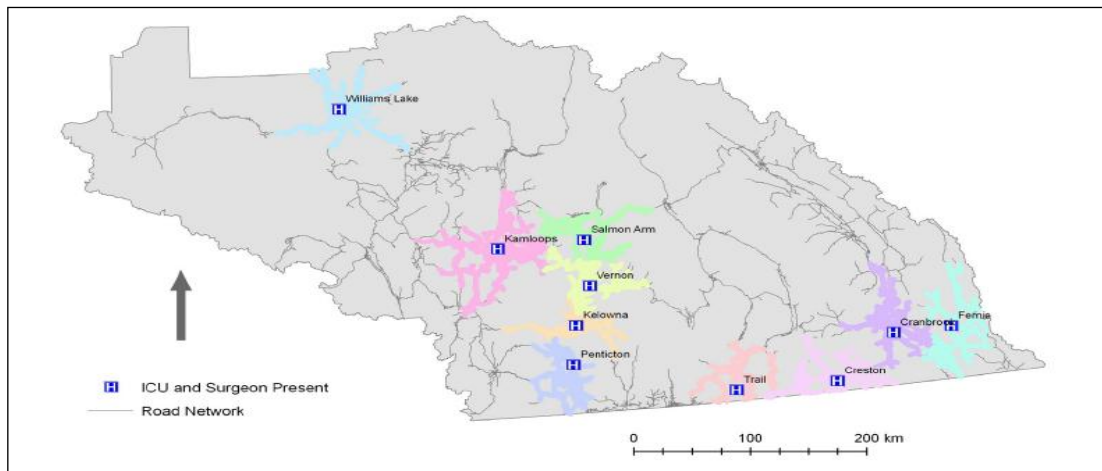 Williams Lake
Kamloops
Salmon Arm
Vernon
Kelowna
Penticton
Cranbrook
Fernie
Trail
Creston
H ICU and Surgeon Present
Road Network
0 100 200 km